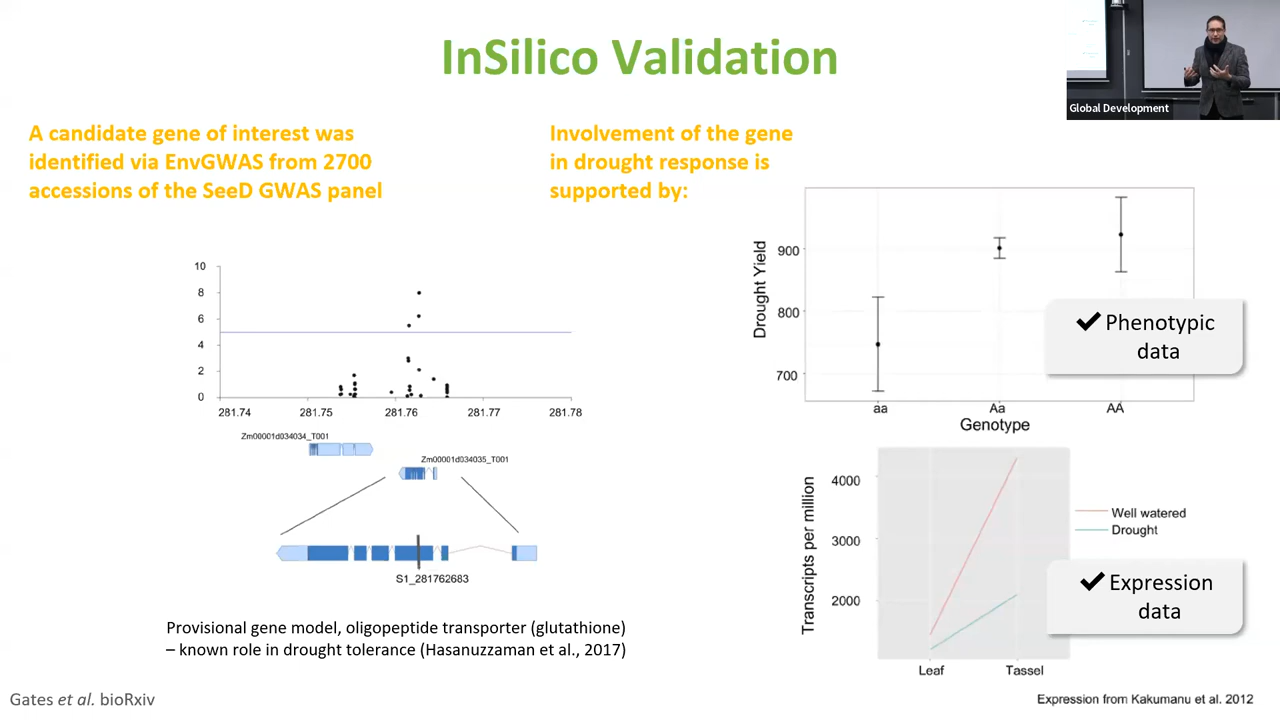 InSilico Validation
Global Development
A candidate gene of interest was
identified via EnvGWAS from 2700
accessions of the SeeD GWAS panel
Involvement of the gene
in drought response is
supported by:
10
8
6
4
2
0
281.74 281.75 281.76 281.77 281.78
Zm00001d034034_T001
Zm00001d034035_T001
S1_281762683
Provisional gene model, oligopeptide transporter (glutathione)
– known role in drought tolerance (Hasanuzzaman et al., 2017)
Drought Yield
900
800
700
aa Aa AA
Genotype
✔ Phenotypic
data
Transcripts per million
4000
3000
2000
Leaf Tassel
Well watered
Drought
✔ Expression
data
Gates et al. bioRxiv
Expression from Kakumanu et al. 2012